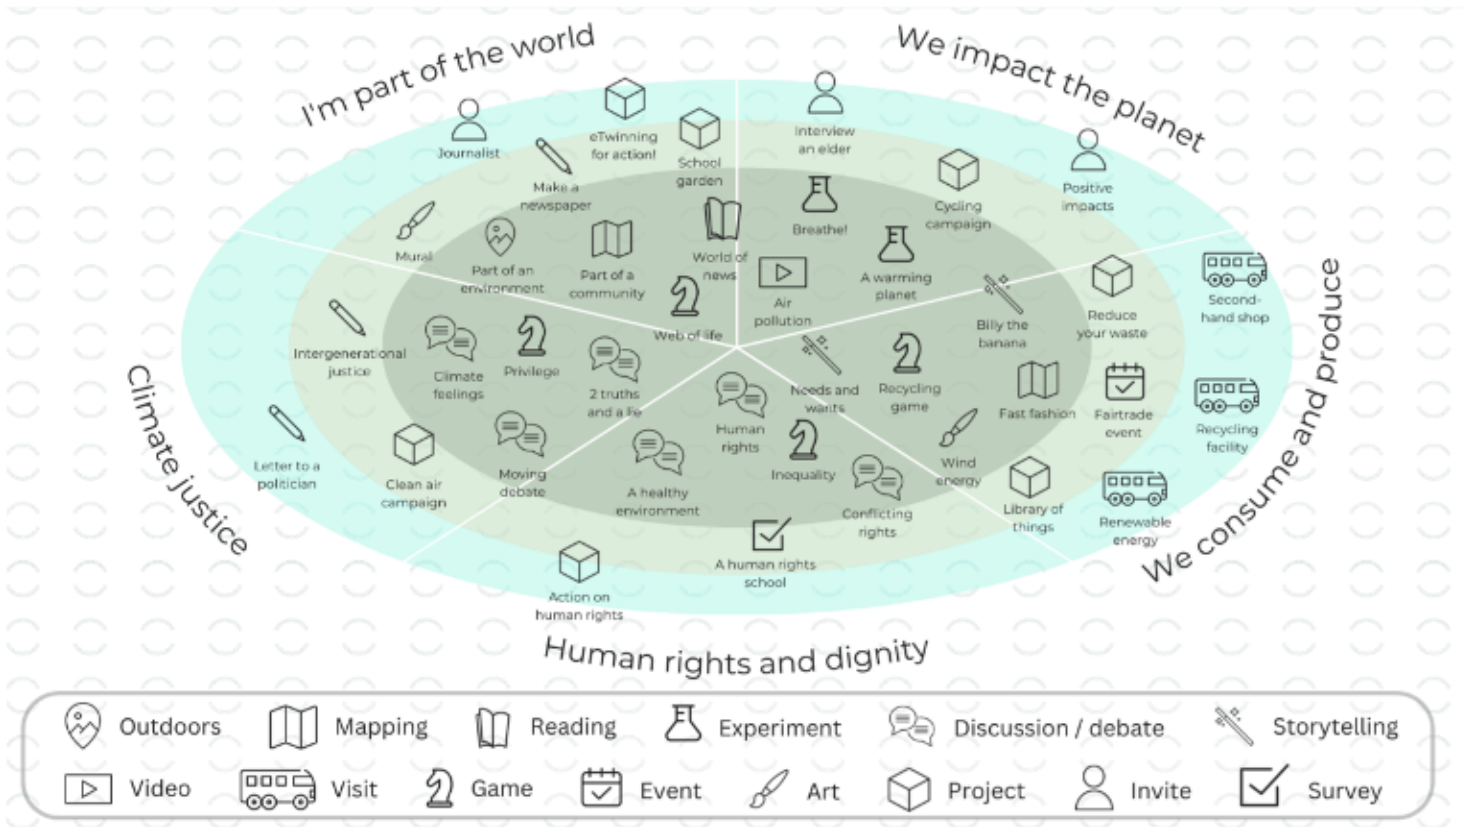 I'm part of the world
We impact the planet
Journalist
eTwinning
for action!
School
garden
Make a
newspaper
Mural
Part of an
environment
Part of a
community
World of
news
Web of life
Interview
an elder
Positive
impacts
Cycling
campaign
Breathe!
A warming
planet
Air
pollution
We consume and produce
Second-
hand shop
Reduce
your waste
Billy the
banana
Needs and
wants
Recycling
game
Fast fashion
Fairtrade
event
Recycling
facility
Wind
energy
Library of
things
Renewable
energy
Climate justice
Intergenerational
justice
Climate
feelings
Privilege
2 truths
and a lie
Letter to a
politician
Clean air
campaign
Moving
debate
Human
rights
Inequality
A healthy
environment
Conflicting
rights
A human rights
school
Action on
human rights
Human rights and dignity
Outdoors
Mapping
Reading
Experiment
Discussion / debate
Storytelling
Video
Visit
Game
Event
Art
Project
Invite
Survey